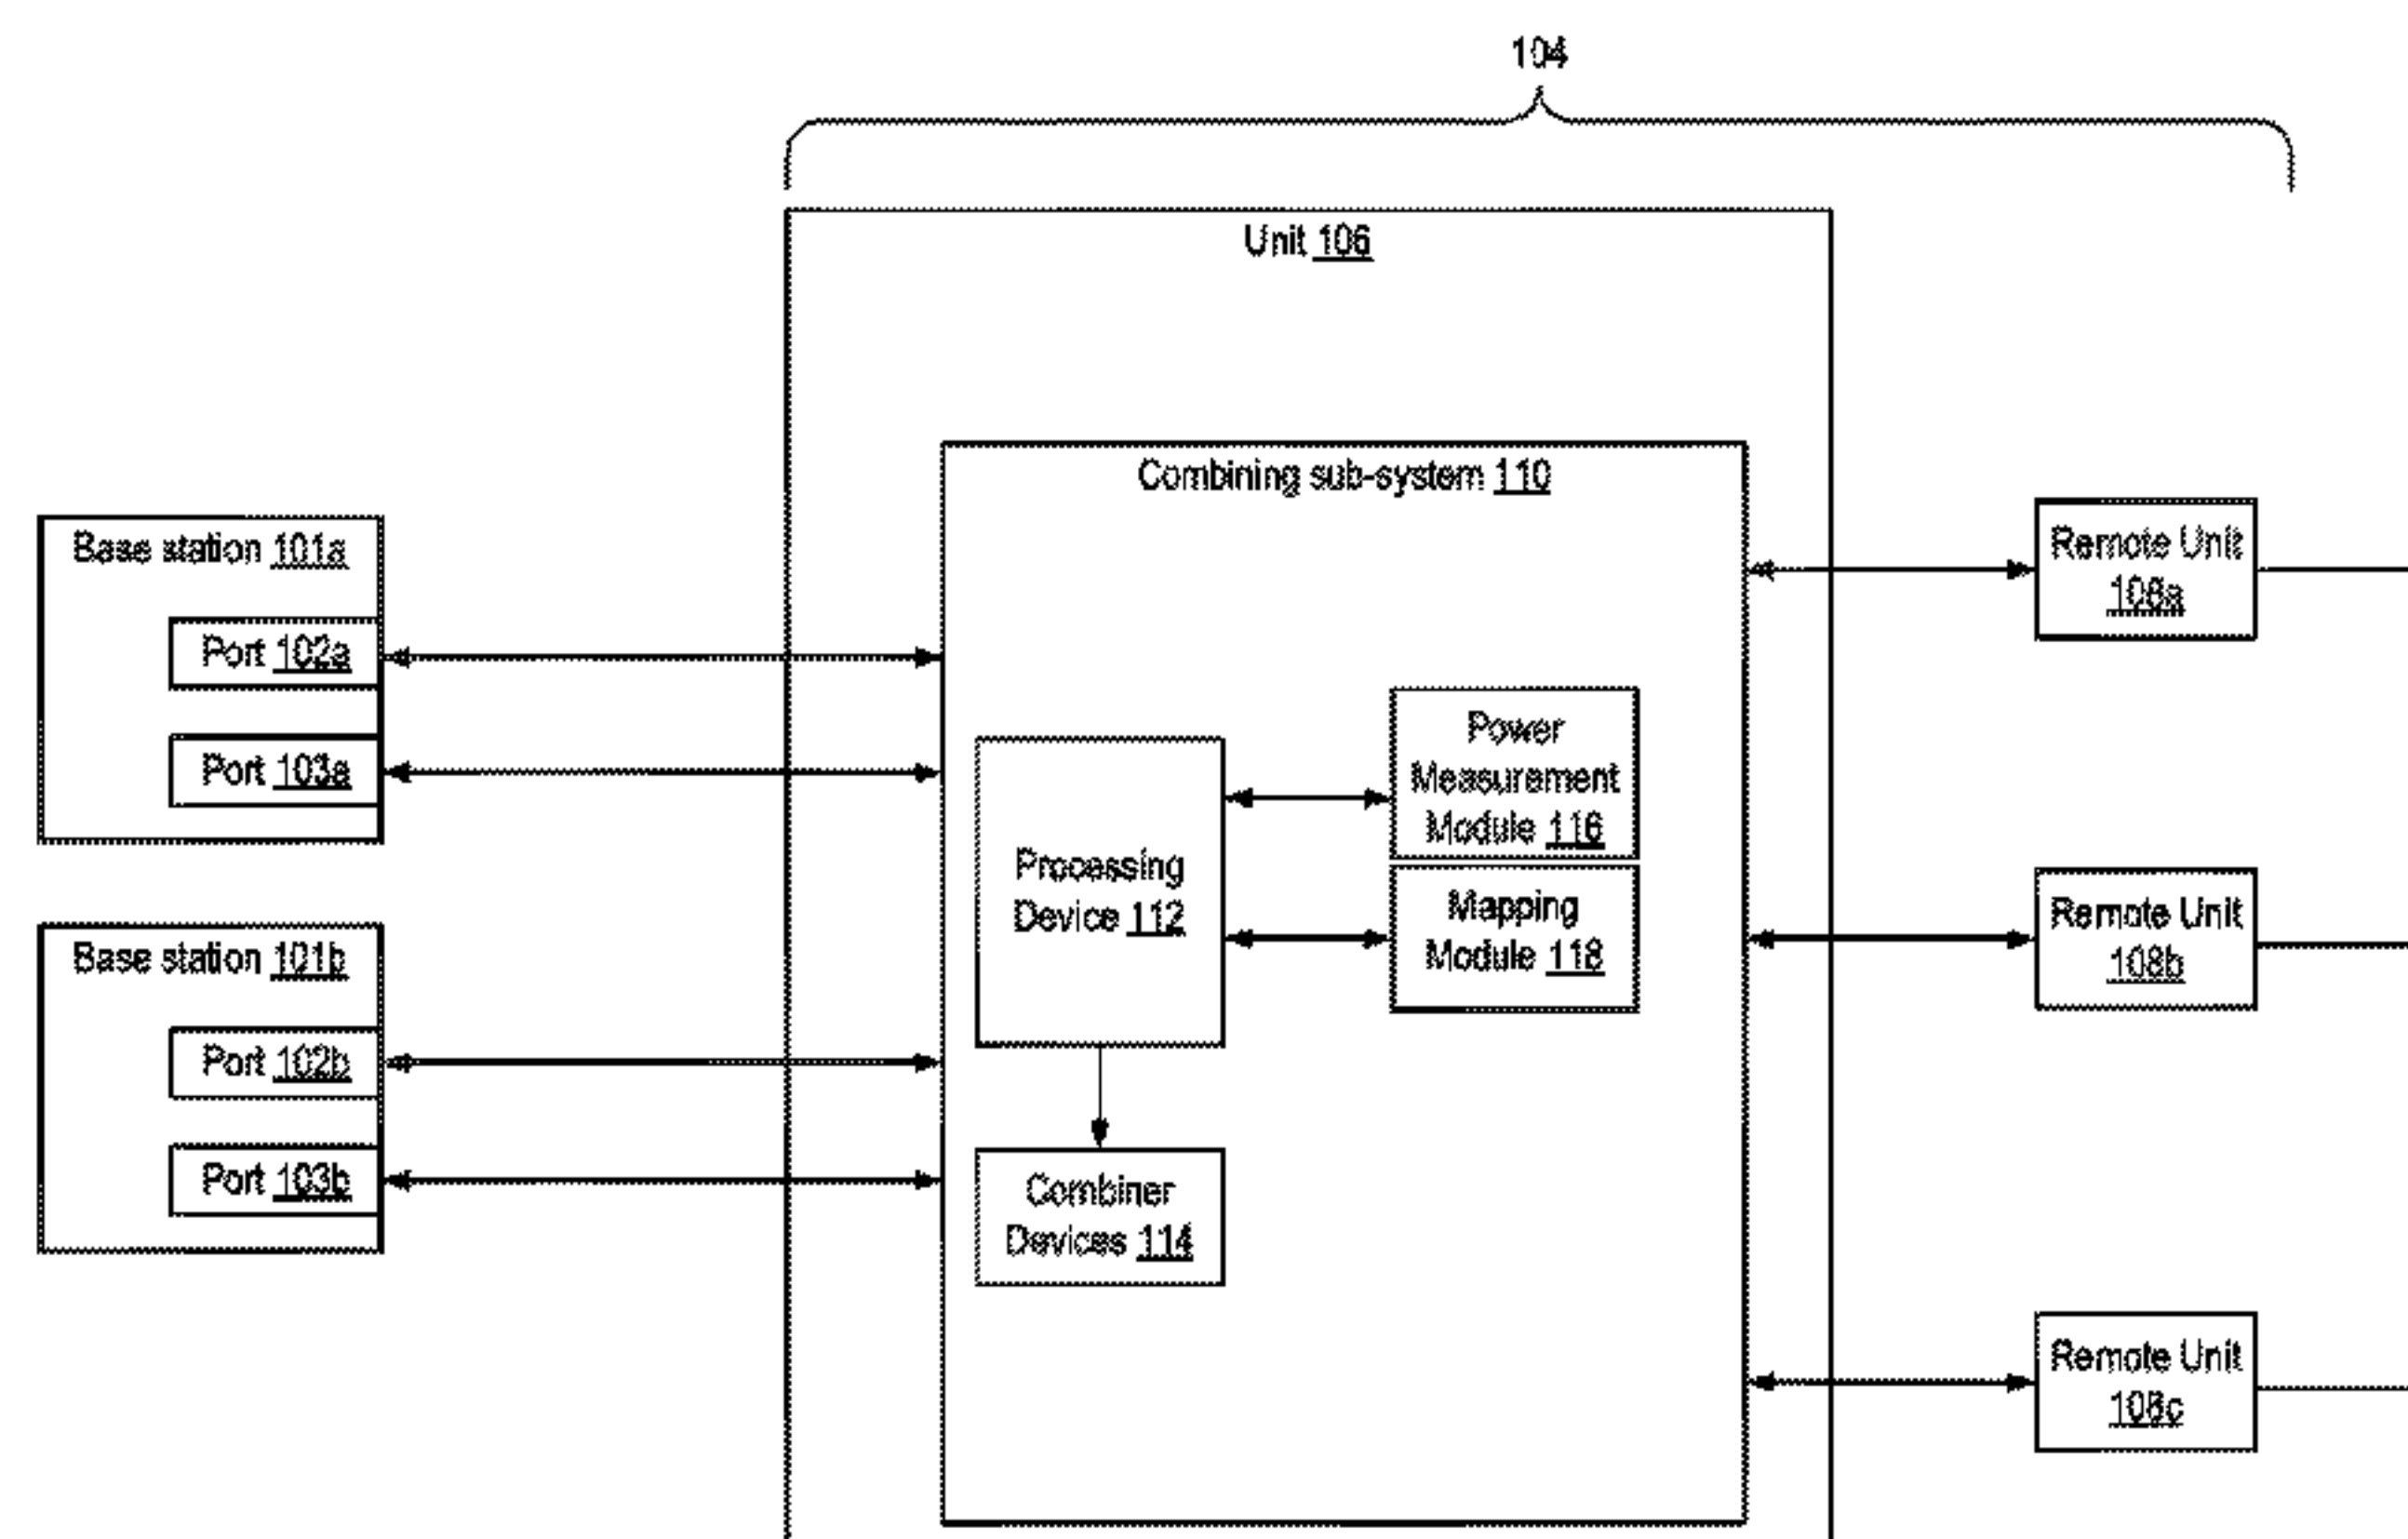 104
Unit 106
Combining sub-system 110
Base station 101a
Port 102a
Port 103a
Base station 101b
Port 102b
Port 103b
Processing
Device 112
Power
Measurement
Module 116
Mapping
Module 118
Combiner
Devices 114
Remote Unit
108a
Remote Unit
108b
Remote Unit
108c